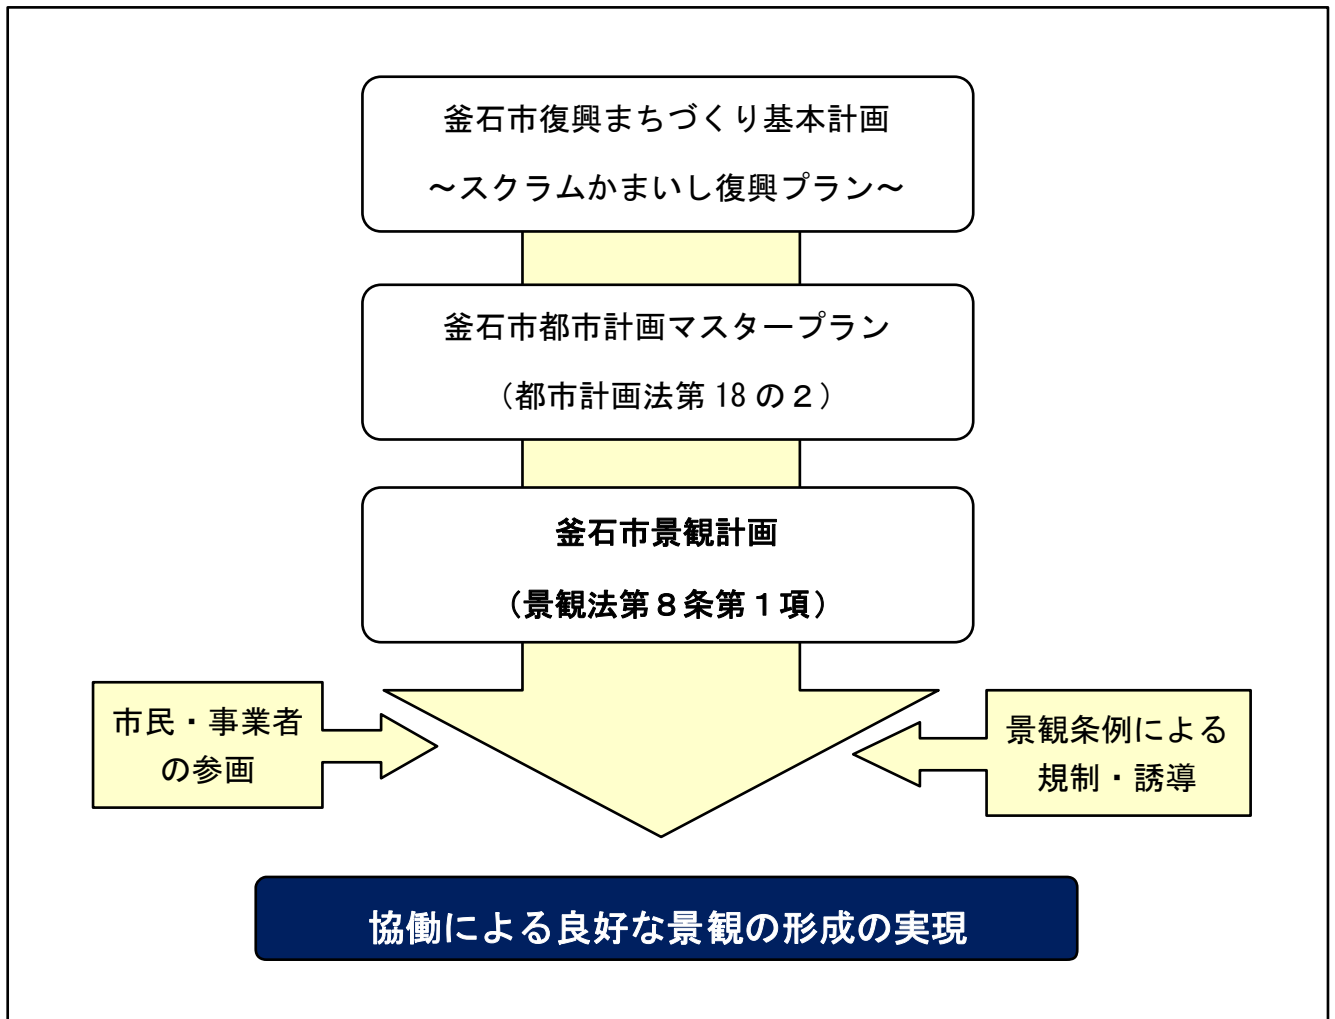 釜石市復興まちづくり基本計画
～スクラムかまいし復興プラン～
釜石市都市計画マスタープラン
（都市計画法第 18 の２）
釜石市景観計画
（景観法第８条第１項）
市民・事業者
の参画
景観条例による
規制・誘導
協働による良好な景観の形成の実現